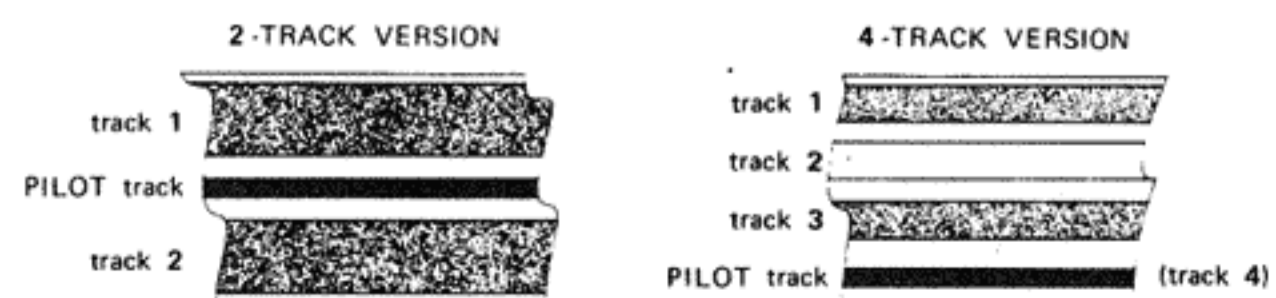 2-TRACK VERSION
track 1
PILOT track
track 2
4-TRACK VERSION
track 1
track 2
track 3
PILOT track (track 4)